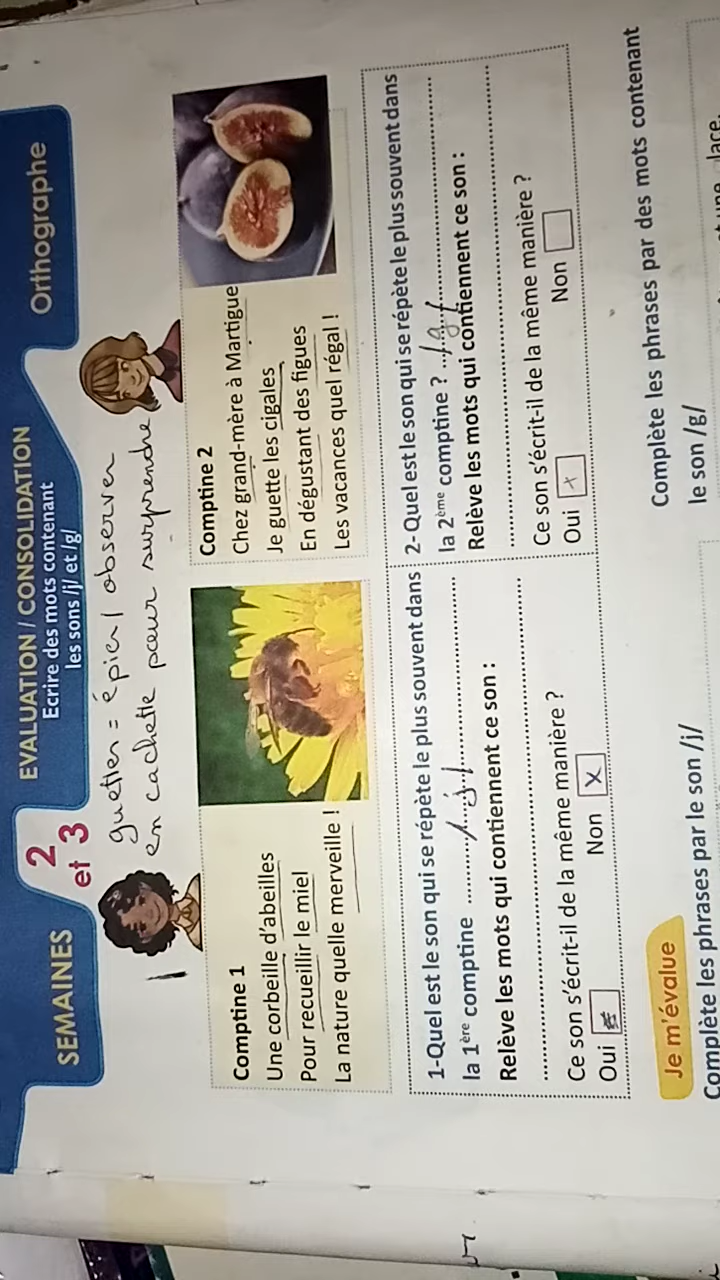 SEMAINES 2 et 3
EVALUATION / CONSOLIDATION
Ecrire des mots contenant
les sons /j/ et /g/
Orthographe
guetter = épier / observer
en cachette pour surprendre
Comptine 1
Une corbeille d'abeilles
Pour recueillir le miel
La nature quelle merveille !
Comptine 2
Chez grand-mère à Martigue
Je guette les cigales
En dégustant des figues
Les vacances quel régal !
1-Quel est le son qui se répète le plus souvent dans
la 1ère comptine /j/
Relève les mots qui contiennent ce son :
Ce son s'écrit-il de la même manière ?
Oui
Non x
2- Quel est le son qui se répète le plus souvent dans
la 2ème comptine ? /g/
Relève les mots qui contiennent ce son :
Ce son s'écrit-il de la même manière ?
Oui x
Non
Je m'évalue
Complète les phrases par le son /j/
Complète les phrases par des mots contenant
le son /g/